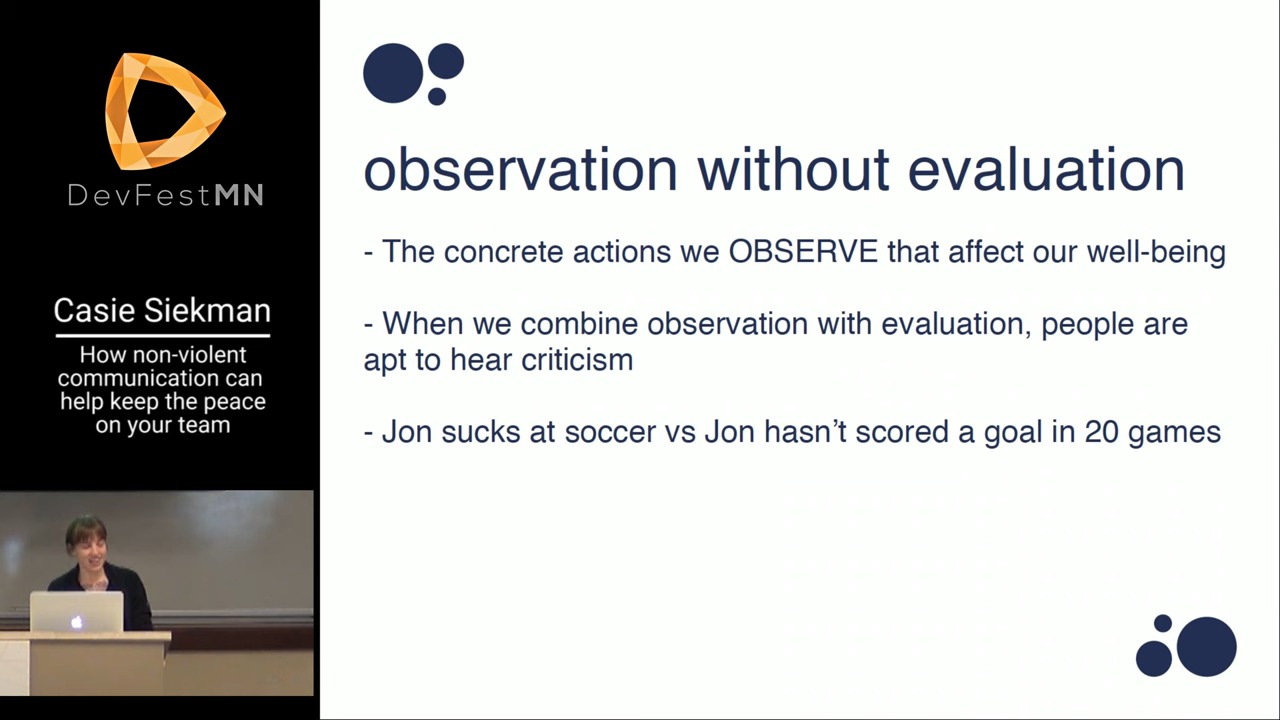 DevFestMN
Casie Siekman
How non-violent
communication can
help keep the peace
on your team
observation without evaluation
- The concrete actions we OBSERVE that affect our well-being
- When we combine observation with evaluation, people are
apt to hear criticism
- Jon sucks at soccer vs Jon hasn’t scored a goal in 20 games